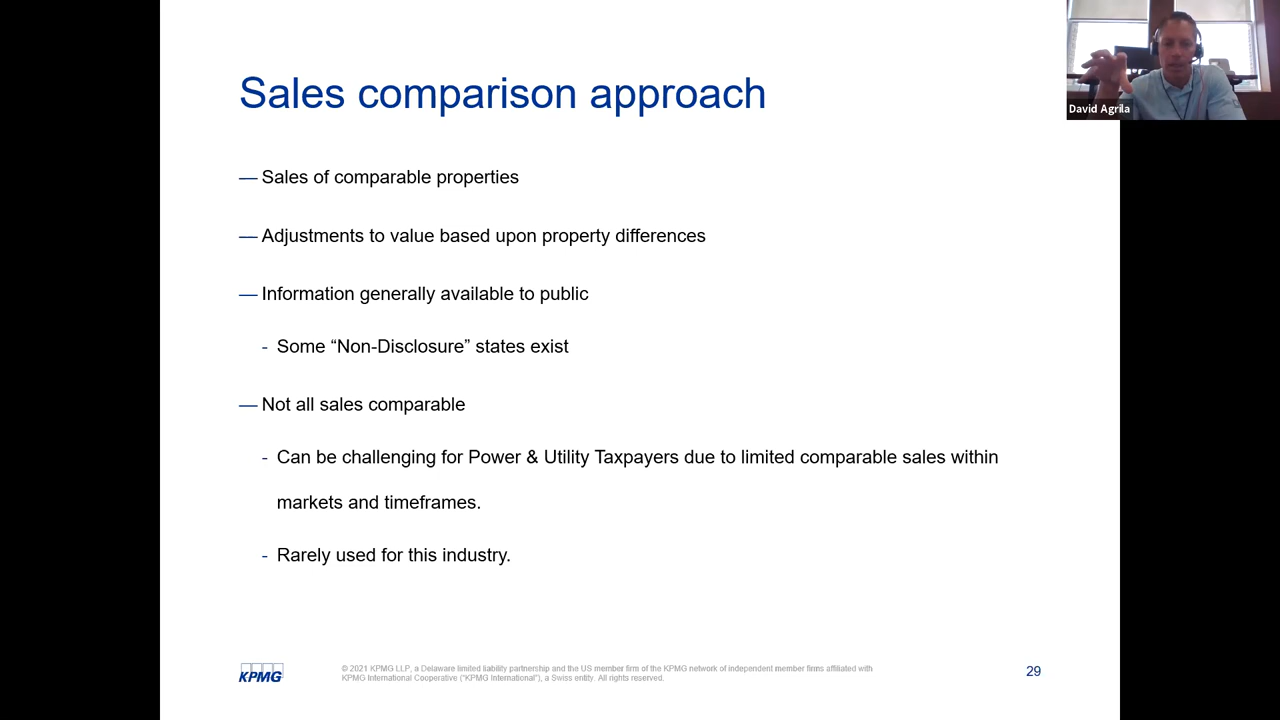 Sales comparison approach
David Agrila
— Sales of comparable properties
— Adjustments to value based upon property differences
— Information generally available to public
- Some “Non-Disclosure” states exist
— Not all sales comparable
- Can be challenging for Power & Utility Taxpayers due to limited comparable sales within
markets and timeframes.
- Rarely used for this industry.
KPMG
© 2021 KPMG LLP, a Delaware limited liability partnership and the US member firm of the KPMG network of independent member firms affiliated with
KPMG International Cooperative (“KPMG International”), a Swiss entity. All rights reserved.
29